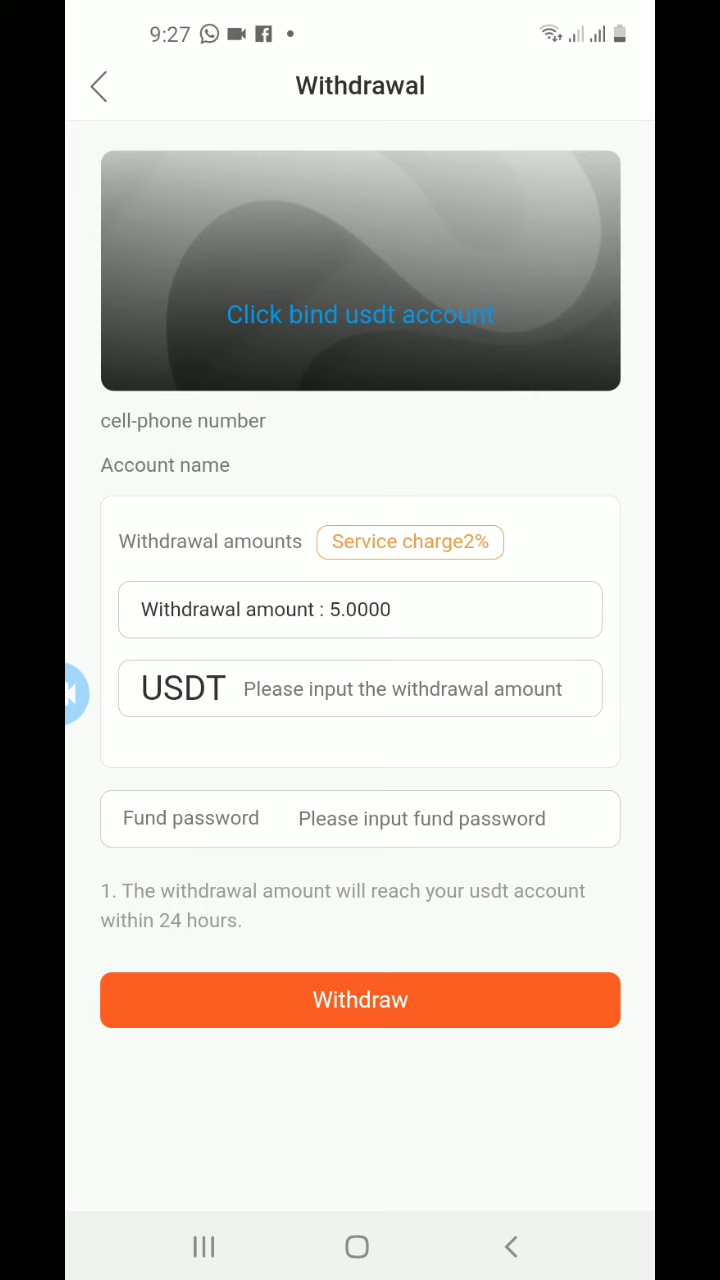 9:27
Withdrawal
Click bind usdt account
cell-phone number
Account name
Withdrawal amounts Service charge2%
Withdrawal amount : 5.0000
USDT Please input the withdrawal amount
Fund password Please input fund password
1. The withdrawal amount will reach your usdt account
within 24 hours.
Withdraw